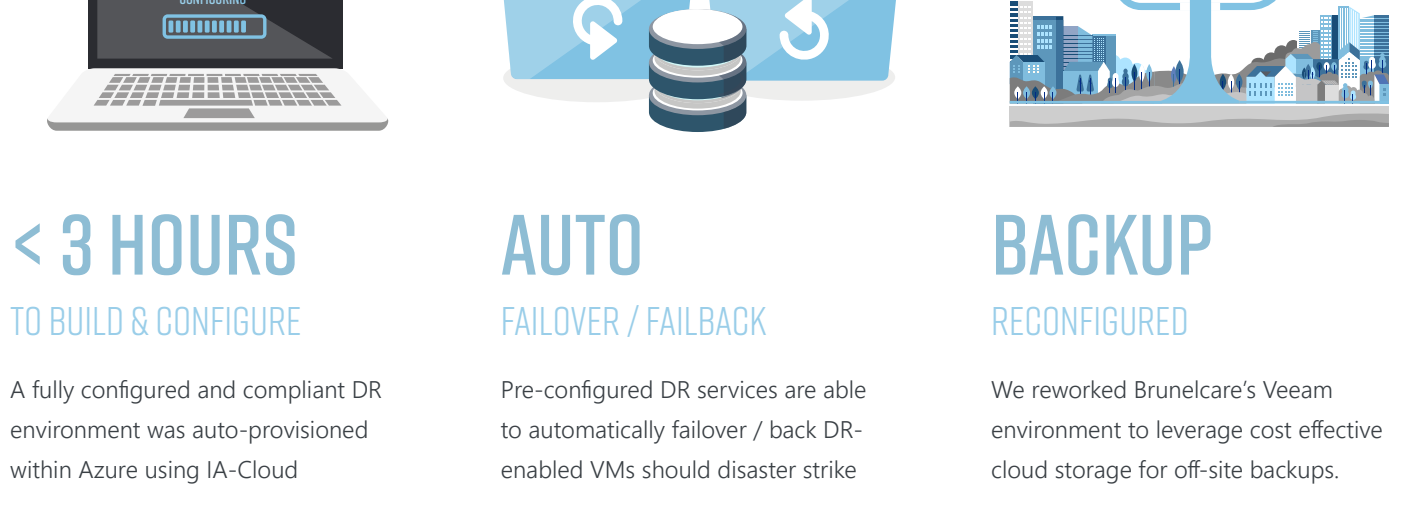 CONFIGURING
< 3 HOURS
TO BUILD & CONFIGURE
A fully configured and compliant DR
environment was auto-provisioned
within Azure using IA-Cloud
AUTO
FAILOVER / FAILBACK
Pre-configured DR services are able
to automatically failover / back DR-
enabled VMs should disaster strike
BACKUP
RECONFIGURED
We reworked Brunelcare’s Veeam
environment to leverage cost effective
cloud storage for off-site backups.